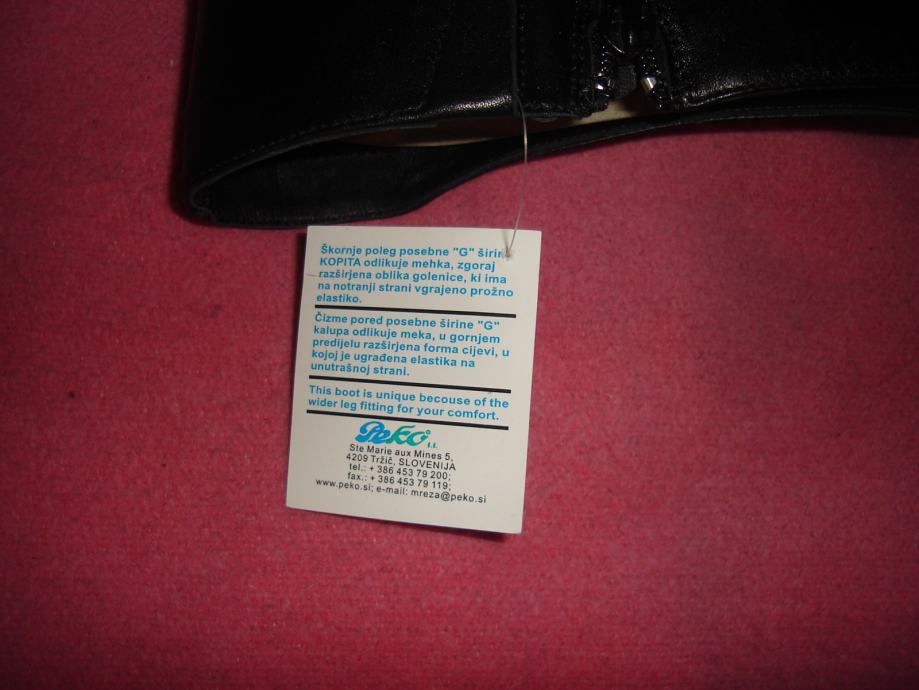 Škornje poleg posebne "G" širine
KOPITA odlikuje mehka, zgoraj
razširjena oblika golenice, ki ima
na notranji strani vgrajeno prožno
elastiko.
Čizme pored posebne širine "G"
kalupa odlikuje meka, u gornjem
predijelu razširjena forma cijevi, u
kojoj je ugrađena elastika na
unutrašnoj strani.
This boot is unique becouse of the
wider leg fitting for your comfort.
Peko
Ste Marie aux Mines 5,
4209 Tržič, SLOVENIJA
tel.: + 386 453 79 200;
fax.: + 386 453 79 119;
www.peko.si; e-mail: mreza@peko.si